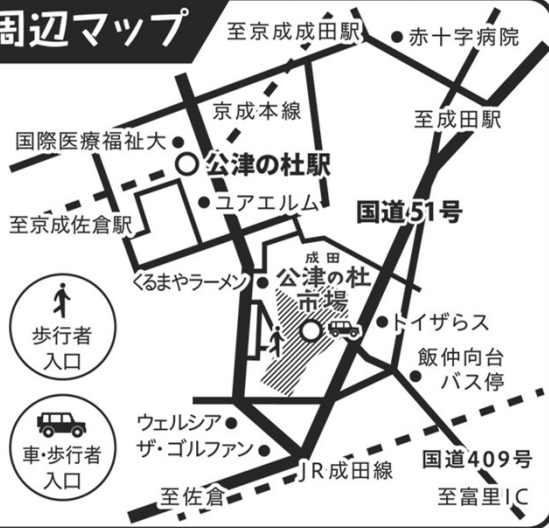 周辺マップ
至京成成田駅
赤十字病院
京成本線
至成田駅
国際医療福祉大
公津の杜駅
ユアエルム
国道51号
至京成佐倉駅
成田
公津の杜
市場
くるまやラーメン
トイザらス
歩行者
入口
飯仲向台
バス停
ウェルシア
ザ・ゴルファン
車・歩行者
入口
JR成田線
国道409号
至佐倉
至富里IC